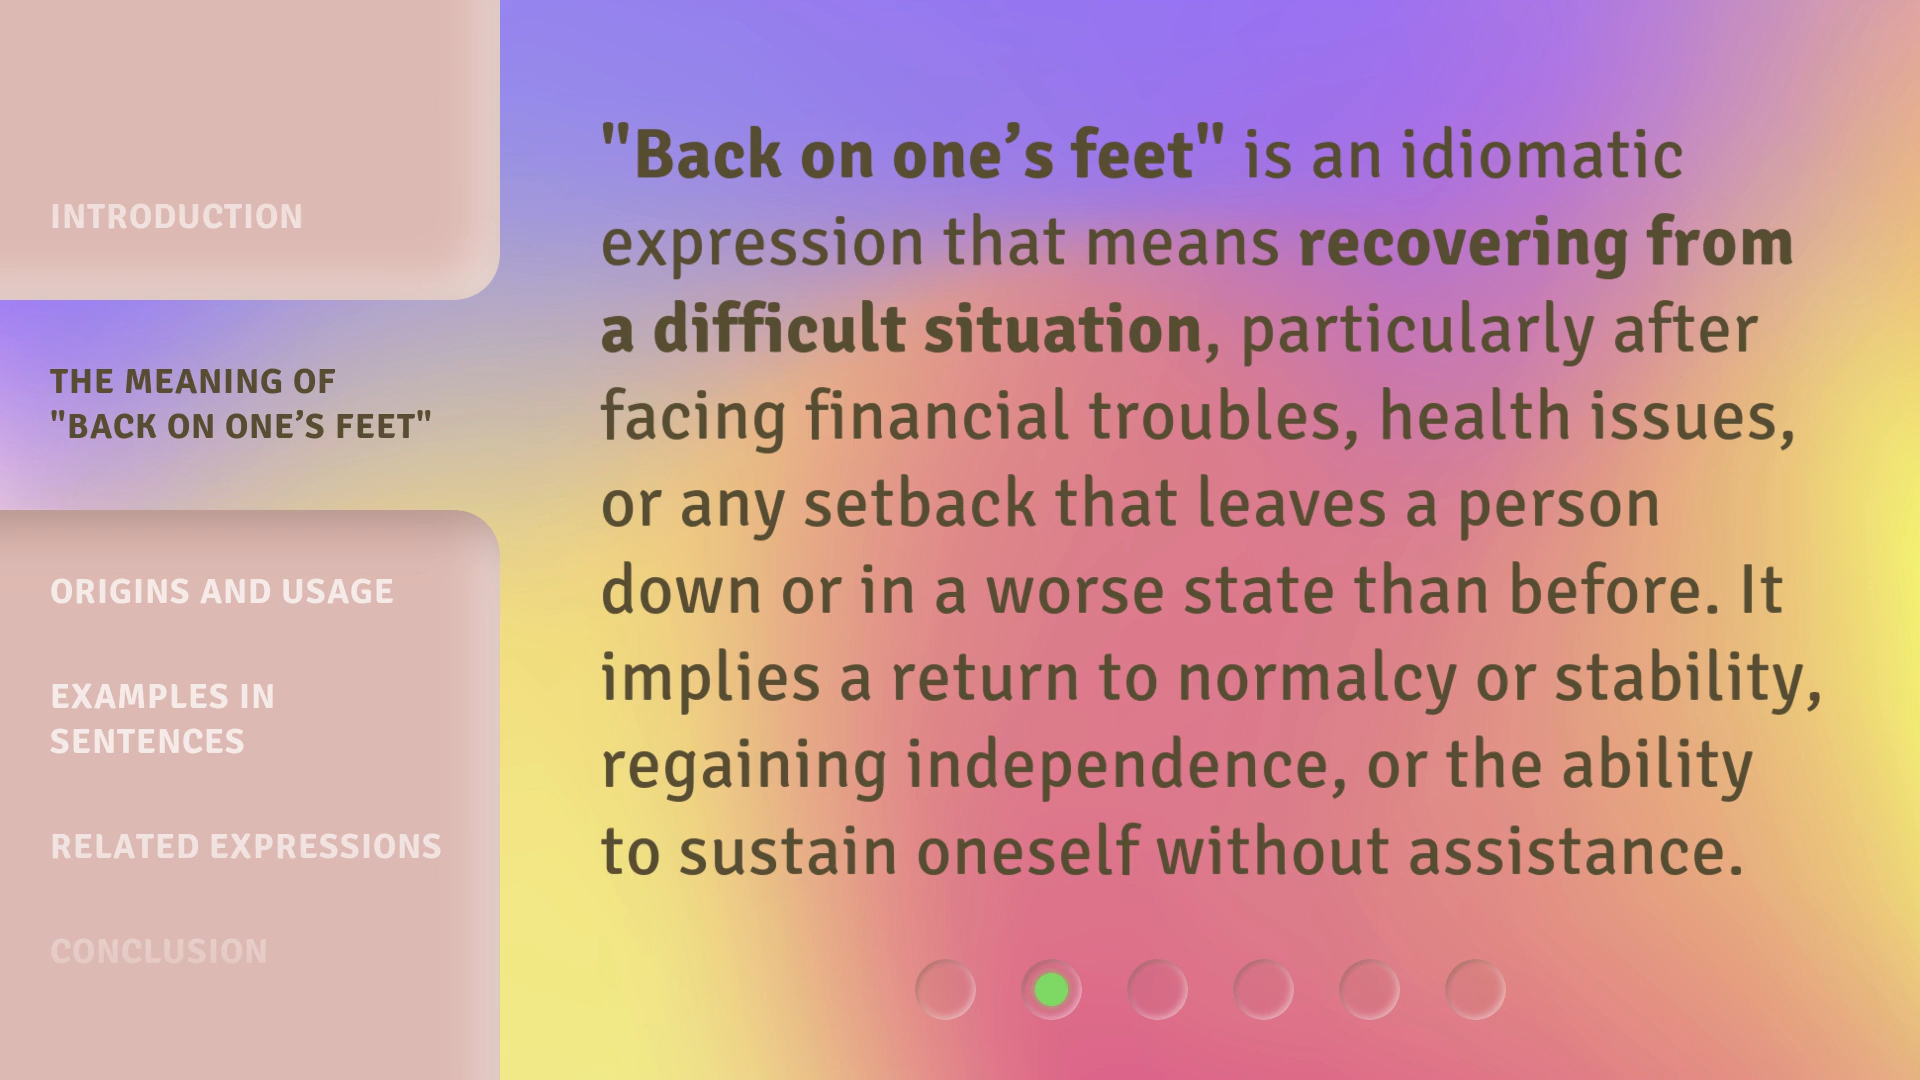 INTRODUCTION
THE MEANING OF
"BACK ON ONE’S FEET"
ORIGINS AND USAGE
EXAMPLES IN
SENTENCES
RELATED EXPRESSIONS
CONCLUSION
"Back on one’s feet" is an idiomatic
expression that means recovering from
a difficult situation, particularly after
facing financial troubles, health issues,
or any setback that leaves a person
down or in a worse state than before. It
implies a return to normalcy or stability,
regaining independence, or the ability
to sustain oneself without assistance.